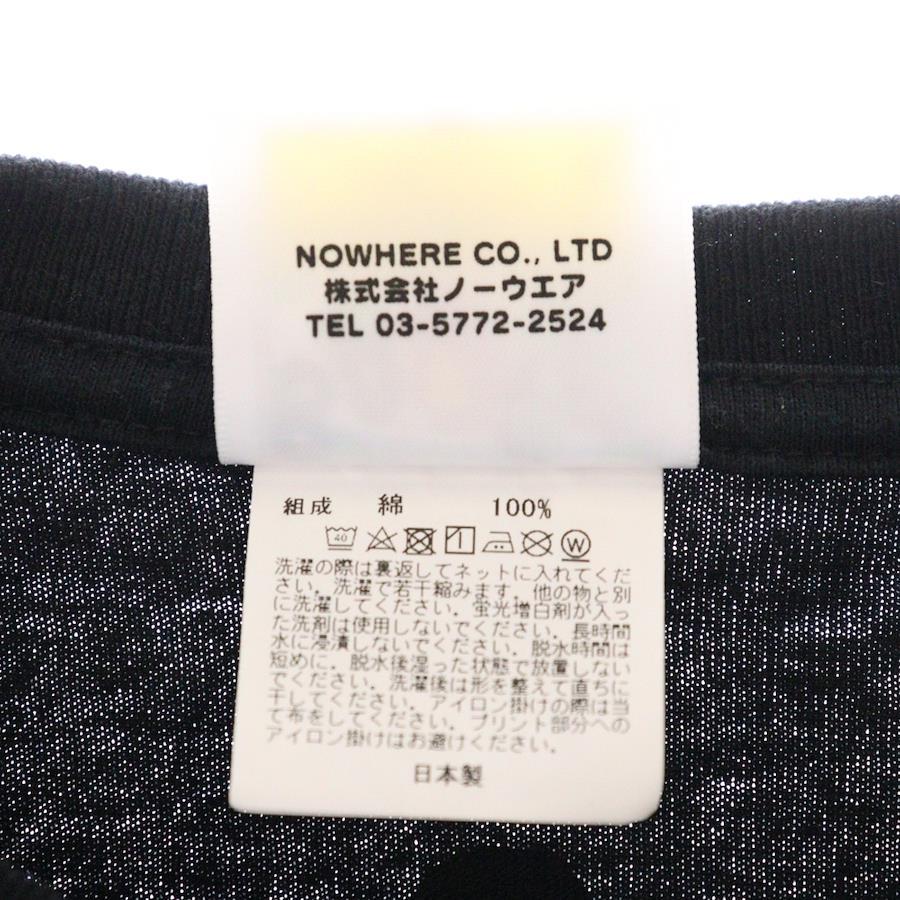 NOWHERE CO., LTD
株式会社ノーウエア
TEL 03-5772-2524
組成 綿 100%
40 W
洗濯の際は裏返してネットに入れてくだ
さい。洗濯で若干縮みます。他の物と別
に洗濯してください。蛍光増白剤が入っ
た洗剤は使用しないでください。長時間
水に浸漬しないでください。脱水時間は
短めに。脱水後湿った状態で放置しない
でください。洗濯後は形を整えて直ちに
干してください。アイロン掛けの際は当
て布をしてください。プリント部分への
アイロン掛けはお避けください。
日本製